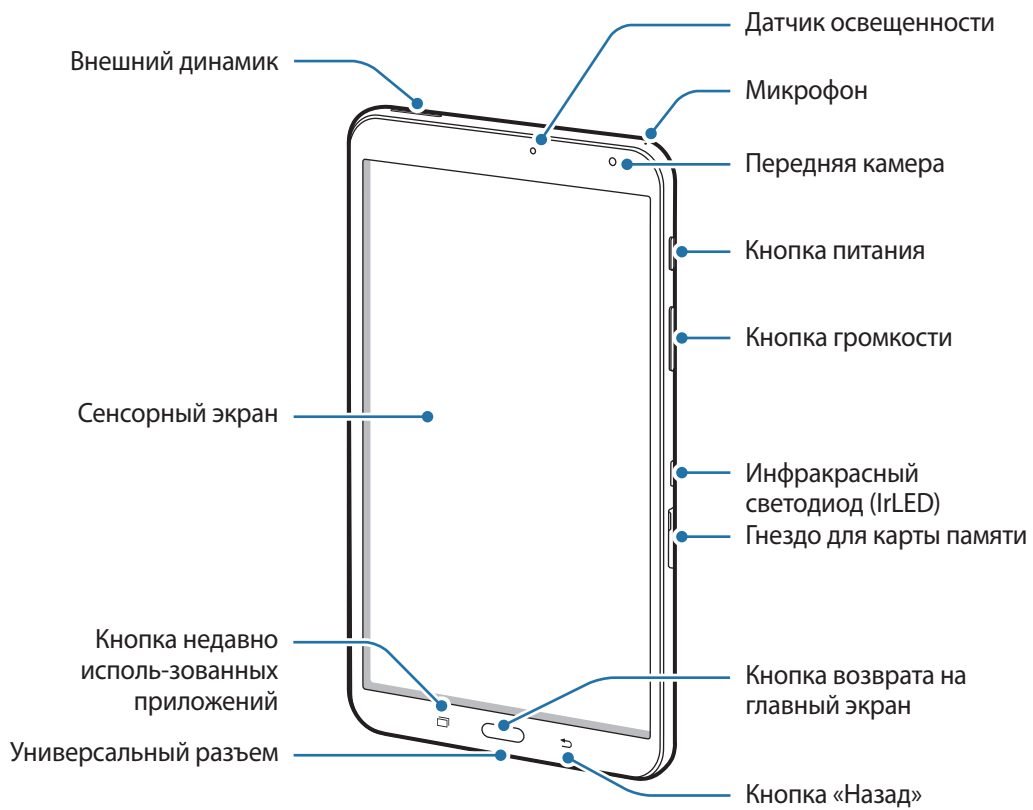 Датчик освещенности
Внешний динамик
Микрофон
Передняя камера
Кнопка питания
Кнопка громкости
Сенсорный экран
Инфракрасный
светодиод (IrLED)
Гнездо для карты памяти
Кнопка недавно
исполь-зованных
приложений
Кнопка возврата на
главный экран
Универсальный разъем
Кнопка «Назад»